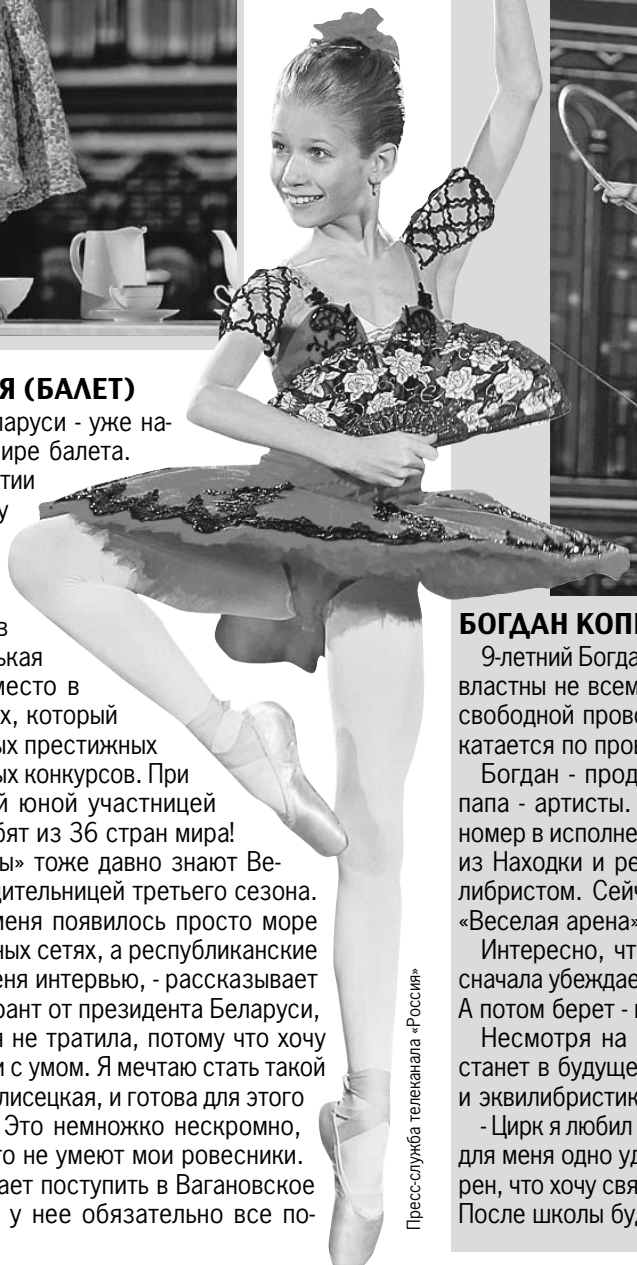 Я (БАЛЕТ)
ларуси - уже на-
ире балета.
тии
у
в
ькая
место в
х, который
ых престижных
ых конкурсов. При
й юной участницей
бят из 36 стран мира!
ы» тоже давно знают Ве-
дительницей третьего сезона.
меня появилось просто море
ных сетях, а республиканские
еня интервью, - рассказывает
рант от президента Беларуси,
я не тратила, потому что хочу
и с умом. Я мечтаю стать такой
лисецкая, и готова для этого
Это немножко нескромно,
то не умеют мои ровесники.
ает поступить в Вагановское
у нее обязательно все по-
Пресс-служба телеканала «Россия»
БОГДАН КОПІ
9-летний Богда
властны не всем
свободной прово
катается по пров
Богдан - прод
папа - артисты.
номер в исполне
из Находки и ре
либристом. Сейч
«Веселая арена»
Интересно, чт
сначала убеждае
А потом берет - и
Несмотря на
станет в будуще
и эквилибристик
- Цирк я любил
для меня одно уд
рен, что хочу свя
После школы буд